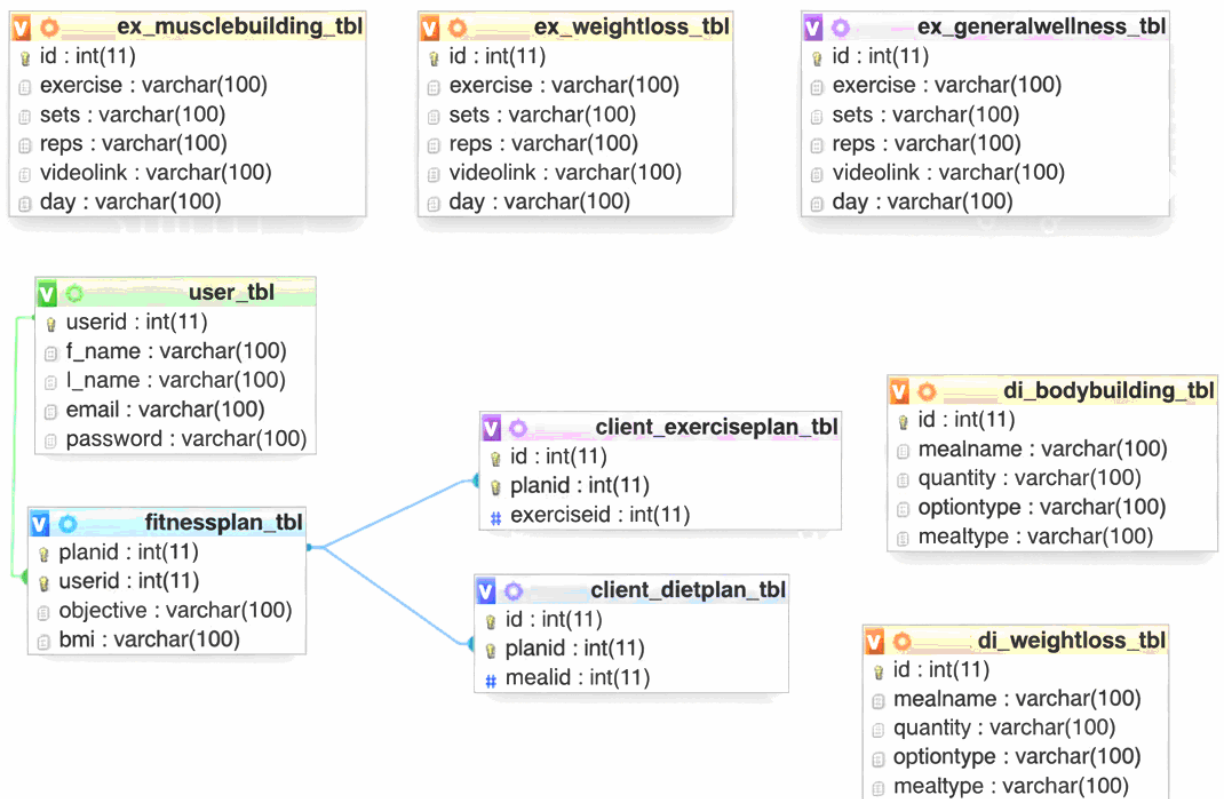 V ex_musclebuilding_tbl
id : int(11)
exercise : varchar(100)
sets : varchar(100)
reps : varchar(100)
videolink : varchar(100)
day : varchar(100)
V ex_weightloss_tbl
id : int(11)
exercise : varchar(100)
sets : varchar(100)
reps : varchar(100)
videolink : varchar(100)
day : varchar(100)
V ex_generalwellness_tbl
id : int(11)
exercise : varchar(100)
sets : varchar(100)
reps : varchar(100)
videolink : varchar(100)
day : varchar(100)
V user_tbl
userid : int(11)
f_name : varchar(100)
l_name : varchar(100)
email : varchar(100)
password : varchar(100)
V fitnessplan_tbl
planid : int(11)
userid : int(11)
objective : varchar(100)
bmi : varchar(100)
V client_exerciseplan_tbl
id : int(11)
planid : int(11)
# exerciseid : int(11)
V client_dietplan_tbl
id : int(11)
planid : int(11)
# mealid : int(11)
V di_bodybuilding_tbl
id : int(11)
mealname : varchar(100)
quantity : varchar(100)
optiontype : varchar(100)
mealtype : varchar(100)
V di_weightloss_tbl
id : int(11)
mealname : varchar(100)
quantity : varchar(100)
optiontype : varchar(100)
mealtype : varchar(100)